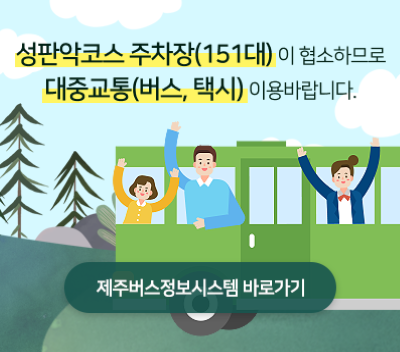 성판악코스 주차장(151대) 이 협소하므로
대중교통(버스, 택시) 이용바랍니다.
제주버스정보시스템 바로가기